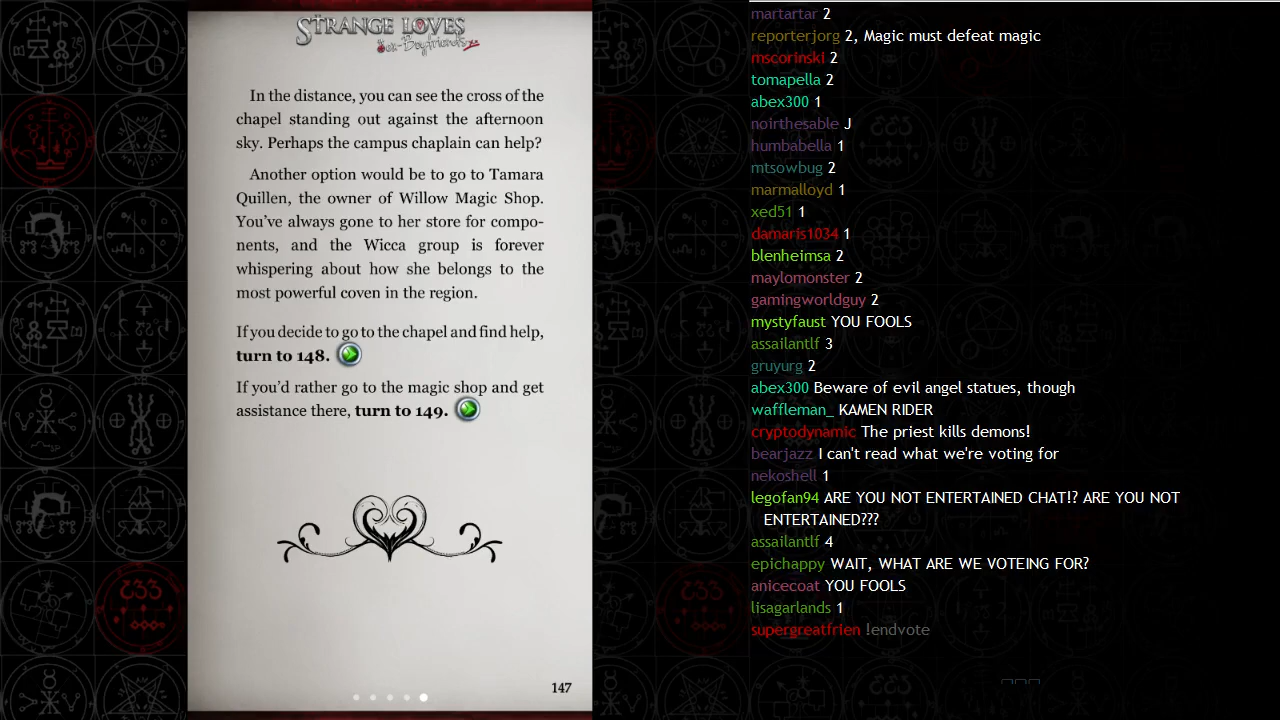 STRANGE LOVES
Vex-Boyfriends
In the distance, you can see the cross of the
chapel standing out against the afternoon
sky. Perhaps the campus chaplain can help?
Another option would be to go to Tamara
Quillen, the owner of Willow Magic Shop.
You've always gone to her store for compo-
nents, and the Wicca group is forever
whispering about how she belongs to the
most powerful coven in the region.
If you decide to go to the chapel and find help,
turn to 148.
If you'd rather go to the magic shop and get
assistance there, turn to 149.
147
martartar 2
reporterjorg 2, Magic must defeat magic
mscorinski 2
tomapella 2
abex300 1
noirthesable J
humbabella 1
mtsowbug 2
marmalloyd 1
xed51 1
damaris1034 1
blenheimsa 2
maylomonster 2
gamingworldguy 2
mystyfaust YOU FOOLS
assailantlf 3
gruyurg 2
abex300 Beware of evil angel statues, though
waffleman_ KAMEN RIDER
cryptodynamic The priest kills demons!
bearjazz I can't read what we're voting for
nekoshell 1
legofan94 ARE YOU NOT ENTERTAINED CHAT!? ARE YOU NOT
ENTERTAINED???
assailantlf 4
epichappy WAIT, WHAT ARE WE VOTEING FOR?
anicecoat YOU FOOLS
lisagarlands 1
supergreatfrien !endvote